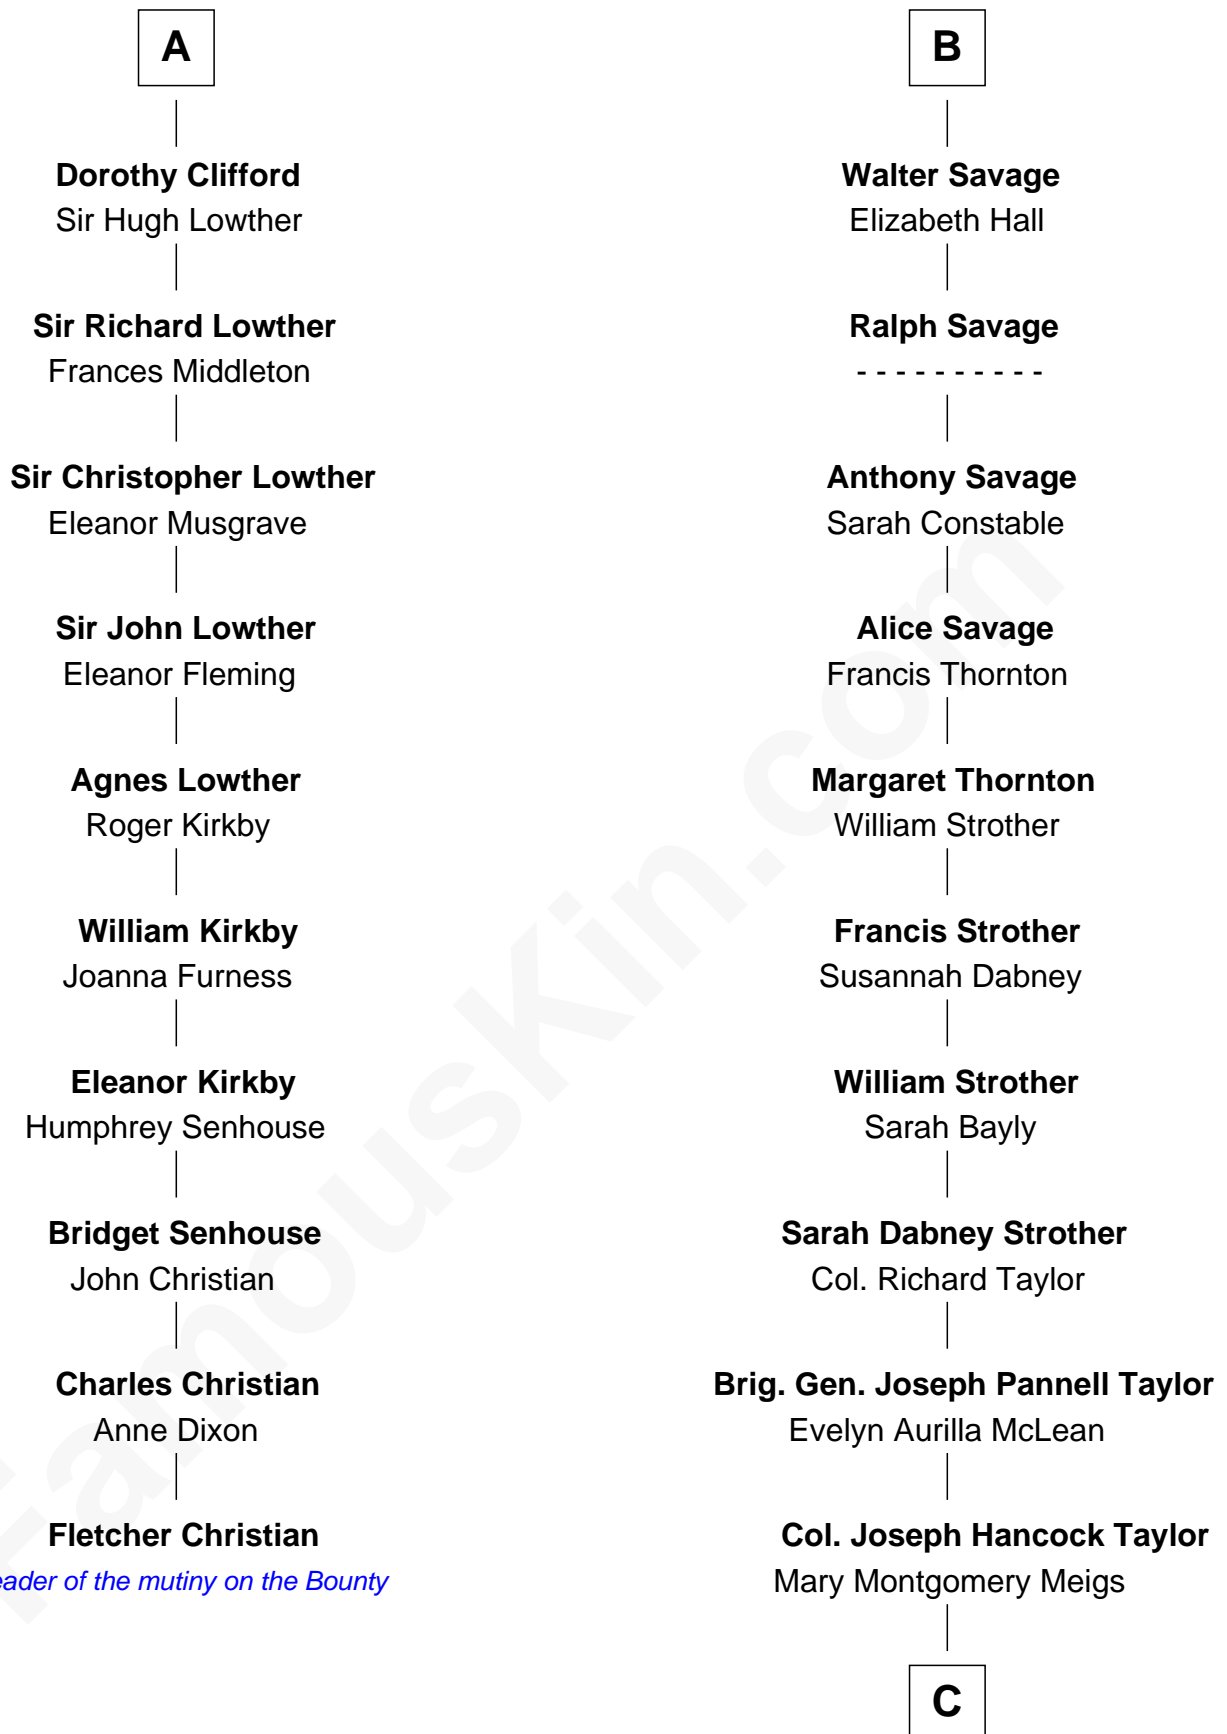 A
Dorothy Clifford
Sir Hugh Lowther
Sir Richard Lowther
Frances Middleton
Sir Christopher Lowther
Eleanor Musgrave
Sir John Lowther
Eleanor Fleming
Agnes Lowther
Roger Kirkby
William Kirkby
Joanna Furness
Eleanor Kirkby
Humphrey Senhouse
Bridget Senhouse
John Christian
Charles Christian
Anne Dixon
Fletcher Christian
eader of the mutiny on the Bounty
B
Walter Savage
Elizabeth Hall
Ralph Savage
- - - - - - - - - -
Anthony Savage
Sarah Constable
Alice Savage
Francis Thornton
Margaret Thornton
William Strother
Francis Strother
Susannah Dabney
William Strother
Sarah Bayly
Sarah Dabney Strother
Col. Richard Taylor
Brig. Gen. Joseph Pannell Taylor
Evelyn Aurilla McLean
Col. Joseph Hancock Taylor
Mary Montgomery Meigs
C
FamousKin.com